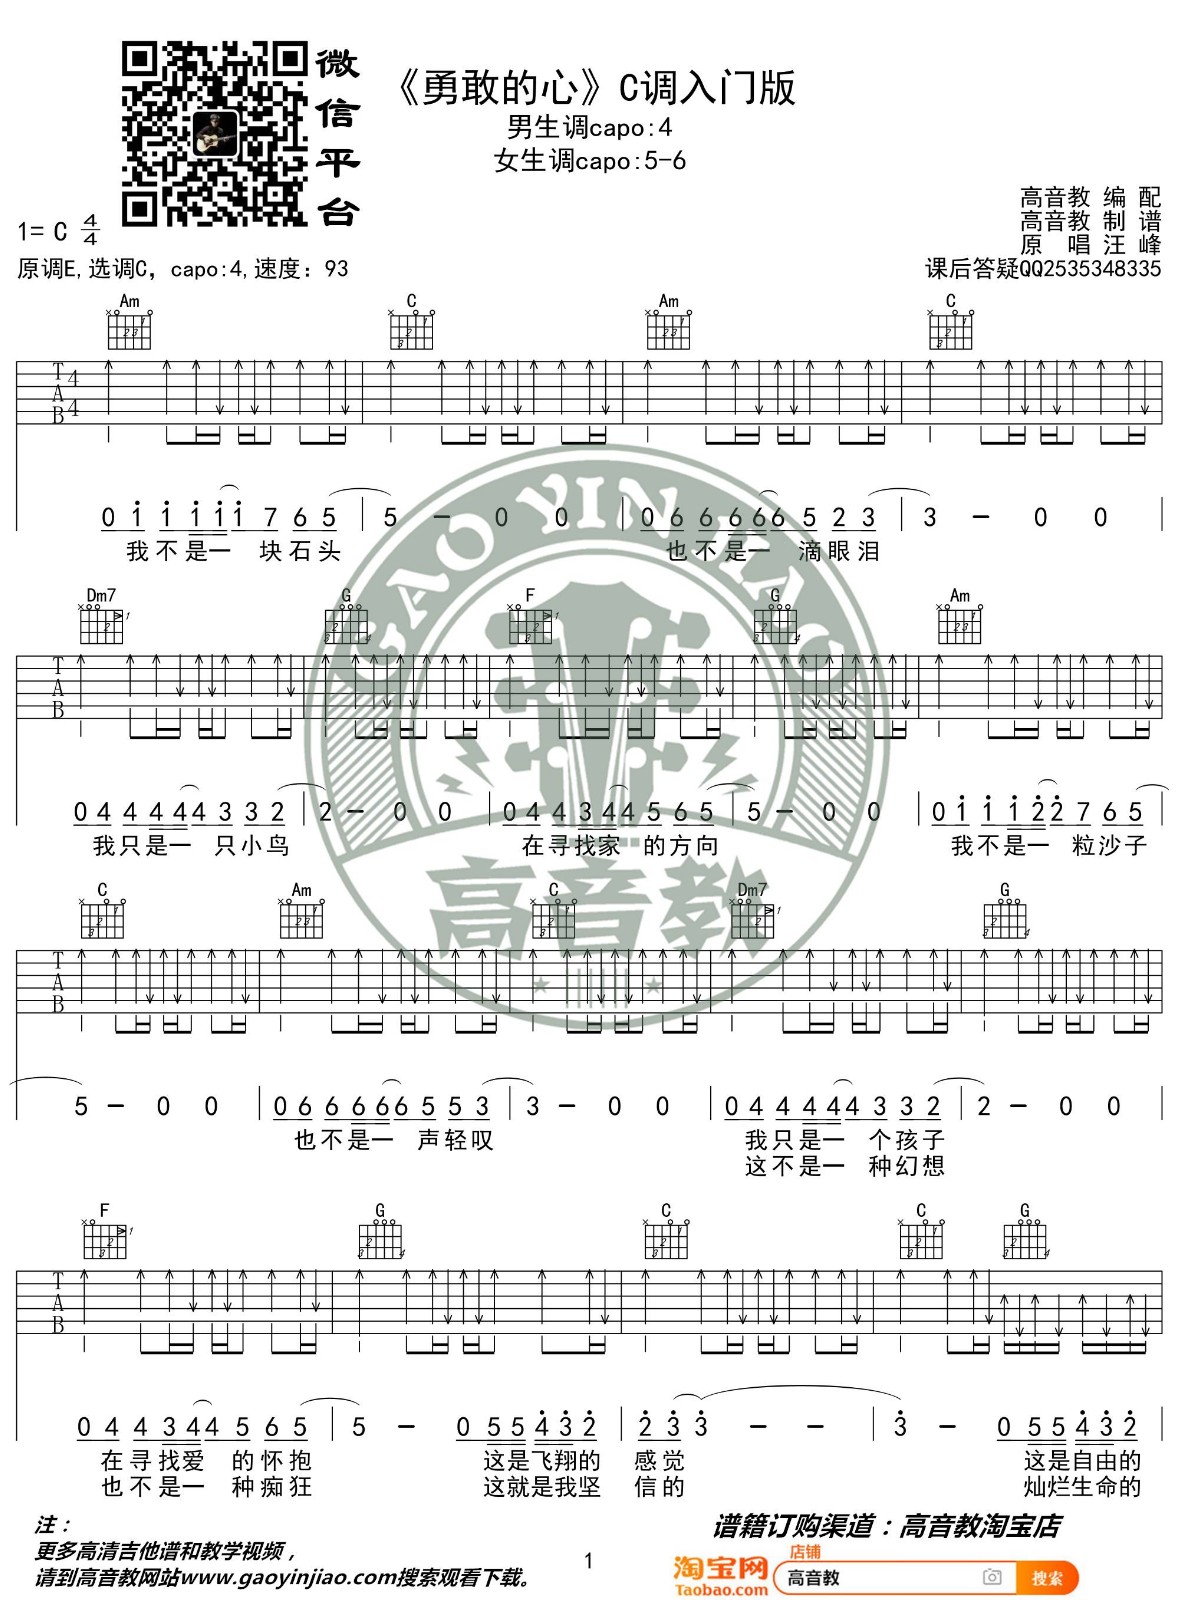 微信平台
《勇敢的心》C调入门版
男生调capo:4
女生调capo:5-6
高音教 编 配
高音教 制 谱
原 唱 汪 峰
课后答疑QQ2535348335
1= C 4/4
原调E,选调C, capo:4,速度: 93
Am C Am C
T A B 4 4
0 1 1 1 1 1 7 6 5 | 5 － 0 0 | 0 6 6 6 6 6 5 2 3 | 3 － 0 0
我不是一 块石头 也不是一 滴眼泪
GAO YIN JIAO
Dm7 G F G Am
T A B
0 4 4 4 4 4 3 3 2 | 2 － 0 0 | 0 4 4 3 4 4 5 6 5 | 5 － 0 0 | 0 1 1 1 2 2 7 6 5
我只是一 只小鸟 在寻找家 的方向 我不是一 粒沙子
高音教
C Am C Dm7 G
T A B
5 － 0 0 | 0 6 6 6 6 6 5 5 3 | 3 － 0 0 | 0 4 4 4 4 4 3 3 2 | 2 － 0 0
也不是一 声轻叹 我只是一 个孩子
这不是一 种幻想
F G C C G
T A B
0 4 4 3 4 4 5 6 5 | 5 － 0 5 5 4 3 2 | 2 3 3 － － | 3 － 0 5 5 4 3 2
在寻找爱 的怀抱 这是飞翔的 感觉 这是自由的
也不是一 种痴狂 这就是我坚 信的 灿烂生命的
注：
更多高清吉他谱和教学视频，
请到高音教网站www.gaoyinjiao.com搜索观看下载。
1
谱籍订购渠道：高音教淘宝店
店铺
淘宝网
Taobao.com
高音教
搜索